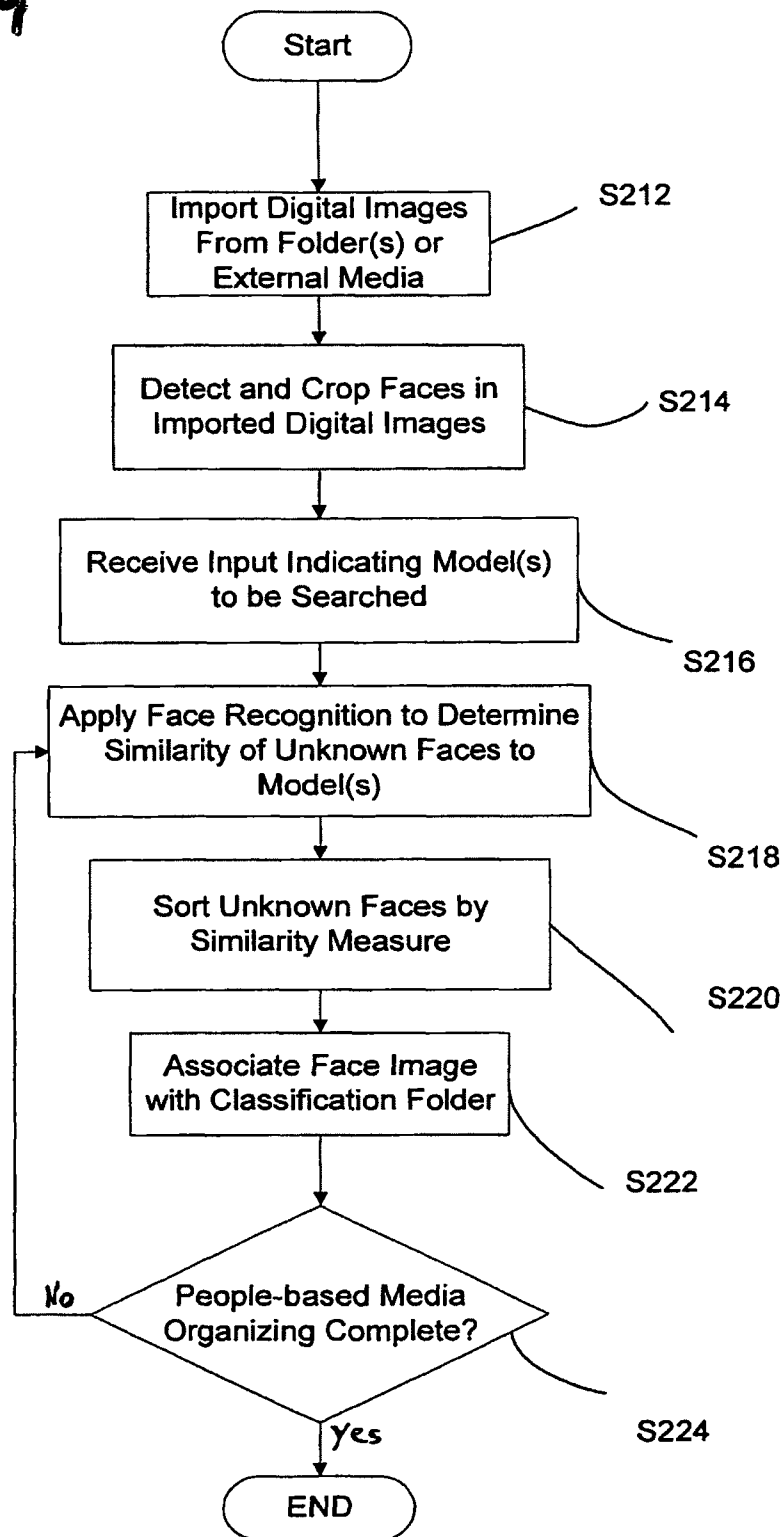 Start
Import Digital Images
From Folder(s) or
External Media
S212
Detect and Crop Faces in
Imported Digital Images
S214
Receive Input Indicating Model(s)
to be Searched
S216
Apply Face Recognition to Determine
Similarity of Unknown Faces to
Model(s)
S218
Sort Unknown Faces by
Similarity Measure
S220
Associate Face Image
with Classification Folder
S222
People-based Media
Organizing Complete?
No
S224
Yes
END